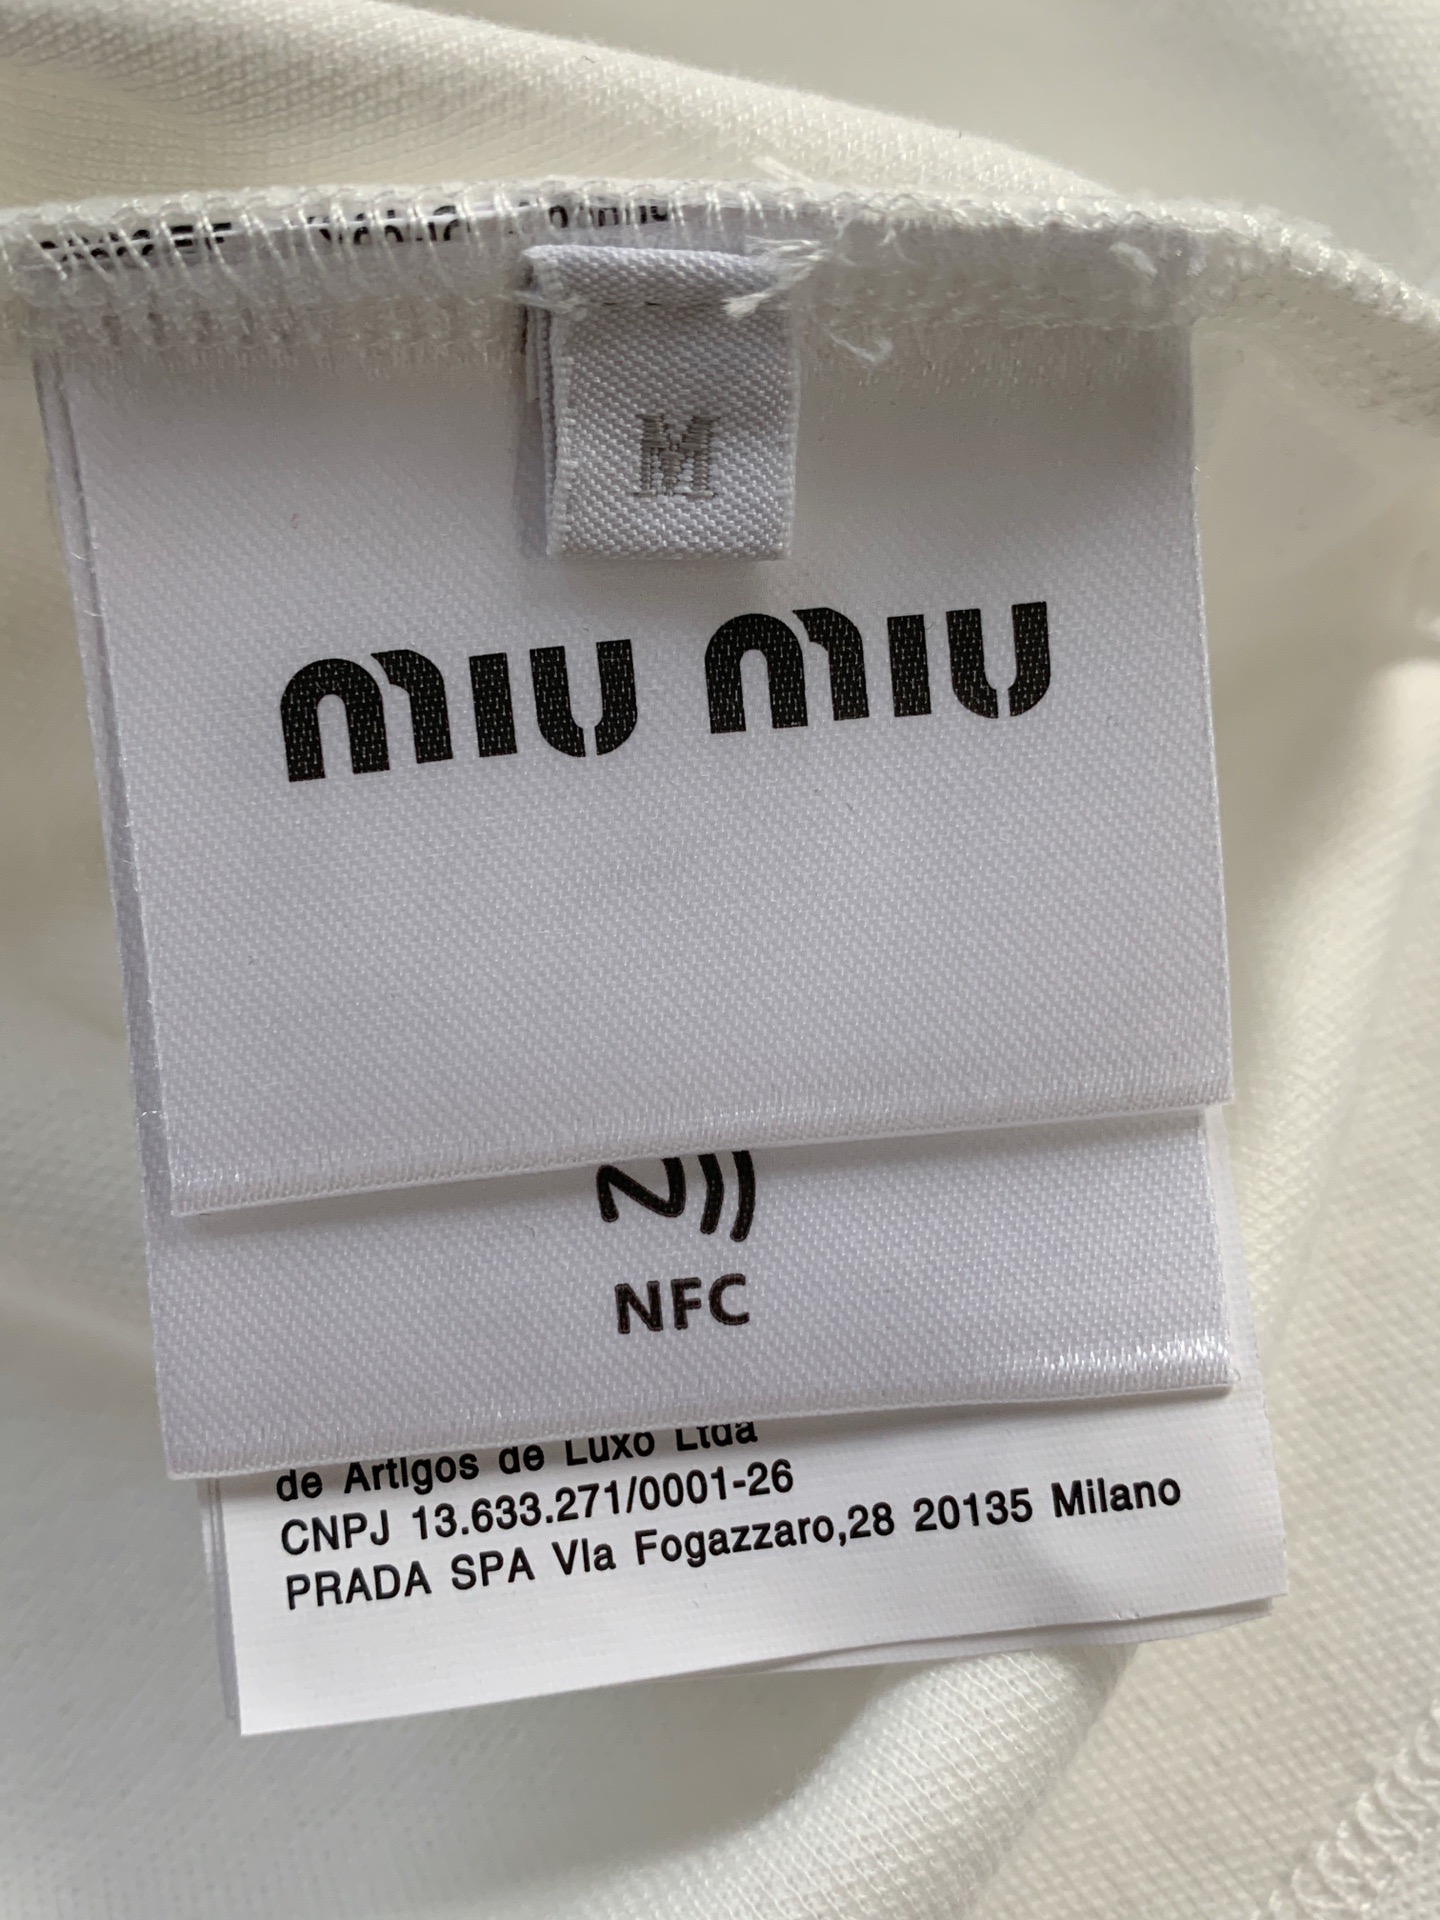 M
miu miu
NFC
de ArtIgos de Luxo Ltda
CNPJ 13.633.271/0001-26
PRADA SPA VIa Fogazzaro,28 20135 Milano